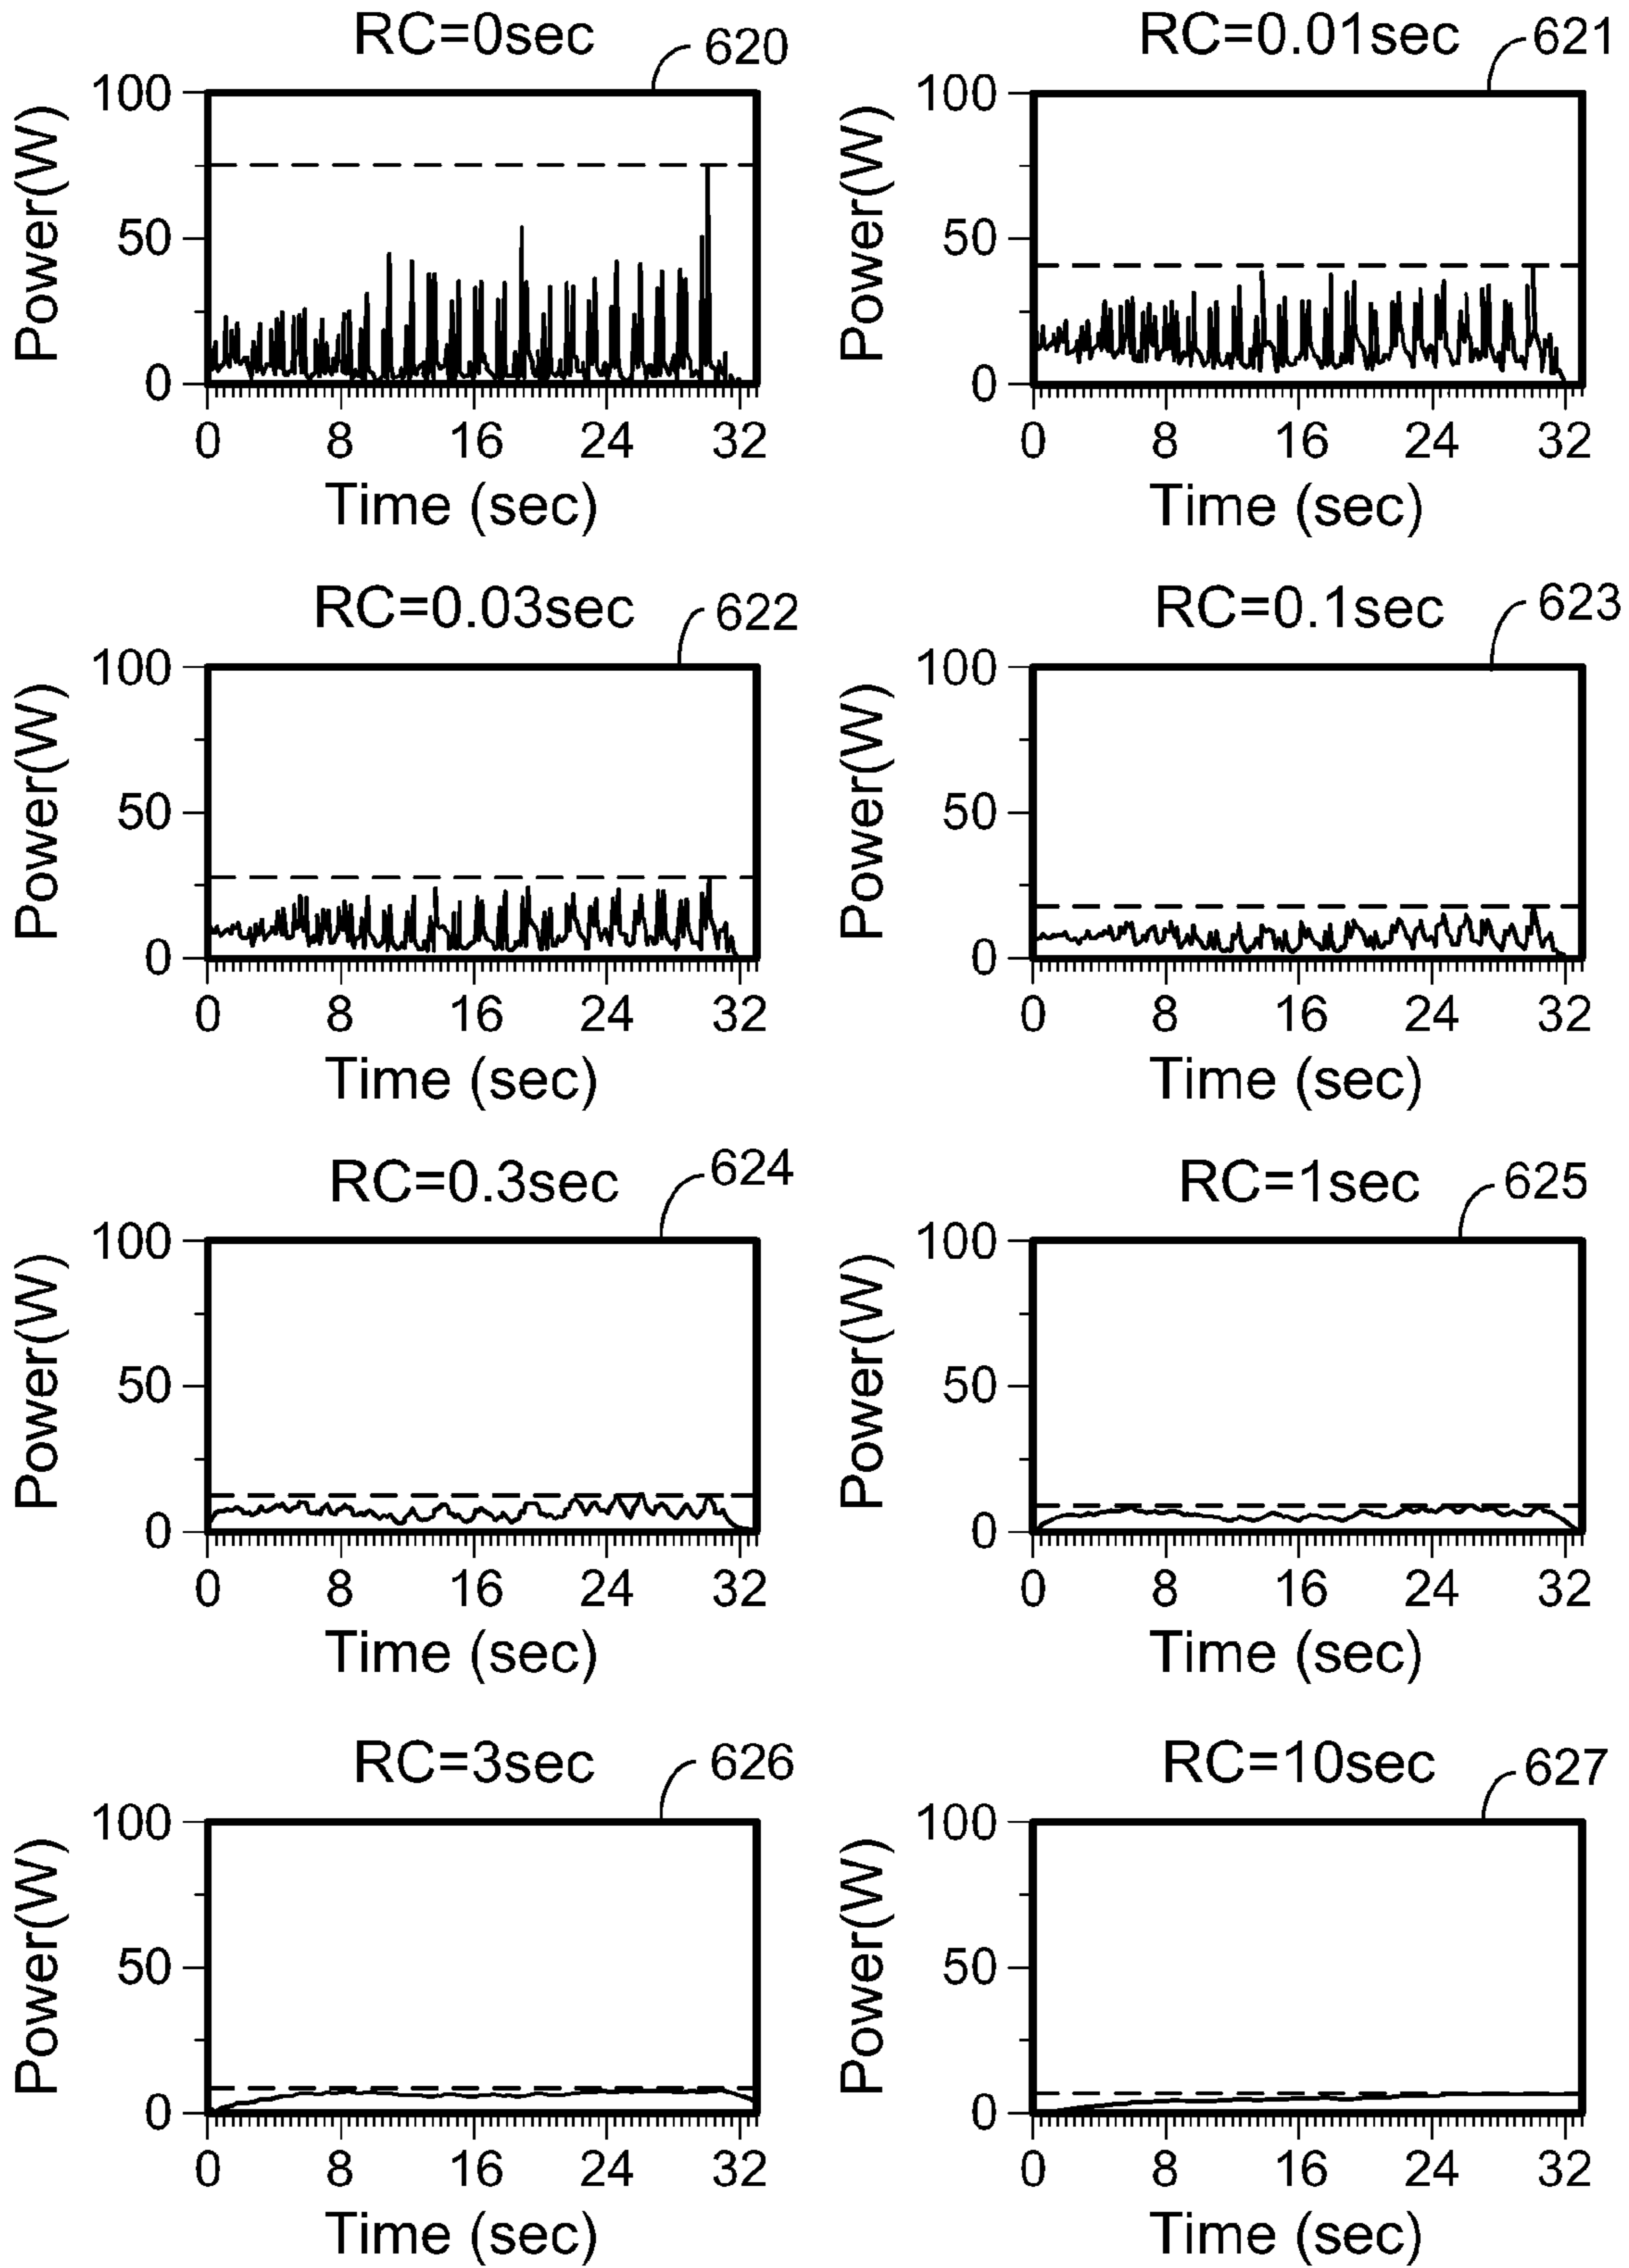 RC=0sec 620
100
50
0
Power(W)
0 8 16 24 32
Time (sec)
RC=0.01sec 621
100
50
0
Power(W)
0 8 16 24 32
Time (sec)
RC=0.03sec 622
100
50
0
Power(W)
0 8 16 24 32
Time (sec)
RC=0.1sec 623
100
50
0
Power(W)
0 8 16 24 32
Time (sec)
RC=0.3sec 624
100
50
0
Power(W)
0 8 16 24 32
Time (sec)
RC=1sec 625
100
50
0
Power(W)
0 8 16 24 32
Time (sec)
RC=3sec 626
100
50
0
Power(W)
0 8 16 24 32
Time (sec)
RC=10sec 627
100
50
0
Power(W)
0 8 16 24 32
Time (sec)